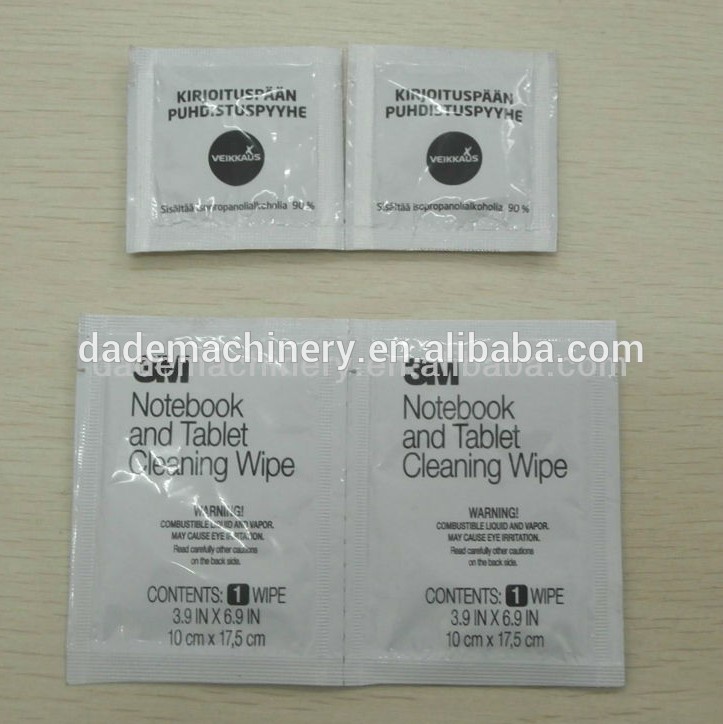 KIRJOITUSPÄÄN
PUHDISTUSPYYHE
VEIKKAUS
Sisältää isopropanolialkoholia 90 %
KIRJOITUSPÄÄN
PUHDISTUSPYYHE
VEIKKAUS
Sisältää isopropanolialkoholia 90 %
dademachinery.en.alibaba.com
dademachinery.en.alibaba.com
3M
Notebook
and Tablet
Cleaning Wipe
WARNING!
COMBUSTIBLE LIQUID AND VAPOR.
MAY CAUSE EYE IRRITATION.
Read carefully other cautions
on the back side.
CONTENTS: 1 WIPE
3.9 IN X 6.9 IN
10 cm x 17,5 cm
3M
Notebook
and Tablet
Cleaning Wipe
WARNING!
COMBUSTIBLE LIQUID AND VAPOR.
MAY CAUSE EYE IRRITATION.
Read carefully other cautions
on the back side.
CONTENTS: 1 WIPE
3.9 IN X 6.9 IN
10 cm x 17,5 cm